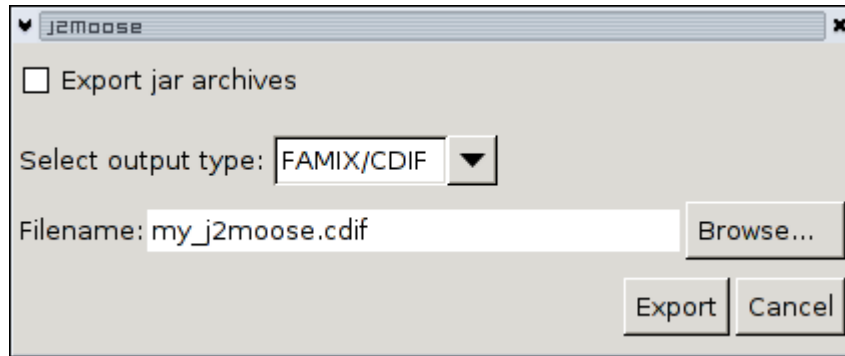 j2Moose
Export jar archives
Select output type: FAMIX/CDIF
Filename: my_j2moose.cdif Browse...
Export Cancel